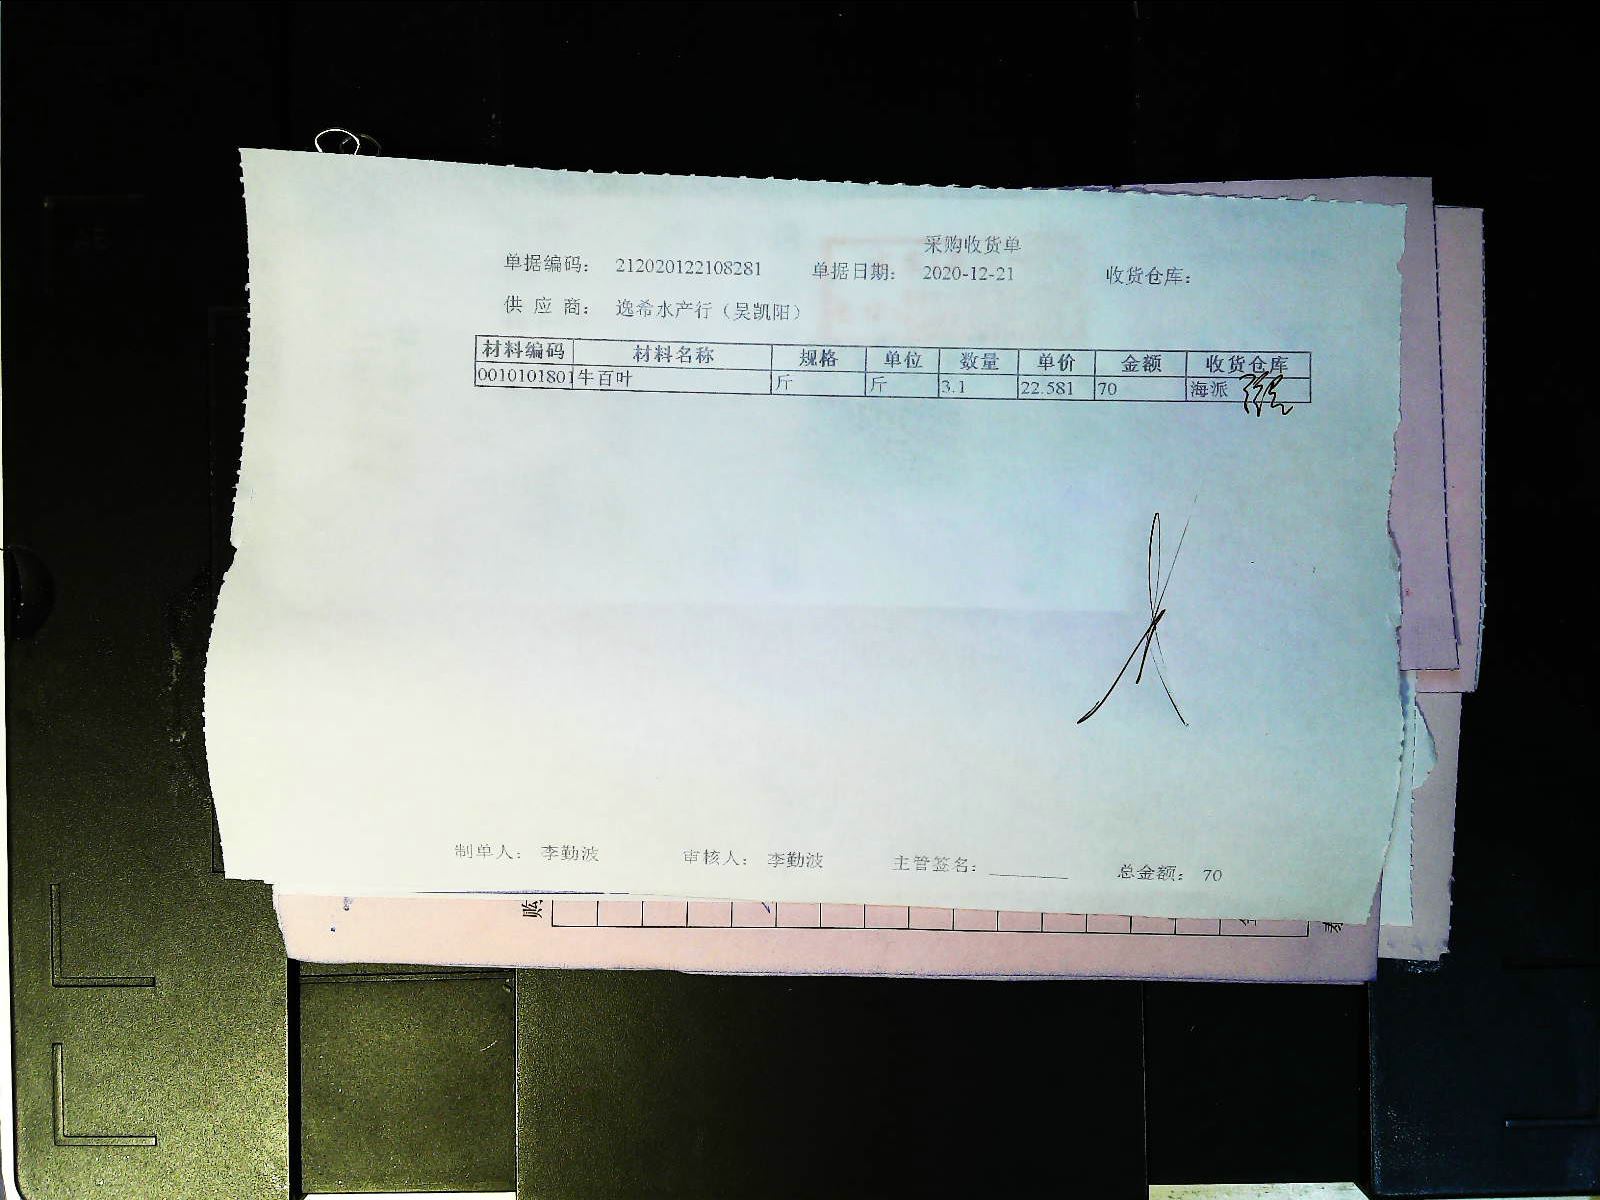 采购收货单
单据编码： 212020122108281 单据日期： 2020-12-21 收货仓库：
供 应 商： 逸希水产行（吴凯阳）
材料编码 材料名称 规格 单位 数量 单价 金额 收货仓库
0010101801 牛百叶 斤 斤 3.1 22.581 70 海派
制单人： 李勤波 审核人： 李勤波 主管签名： ________ 总金额： 70